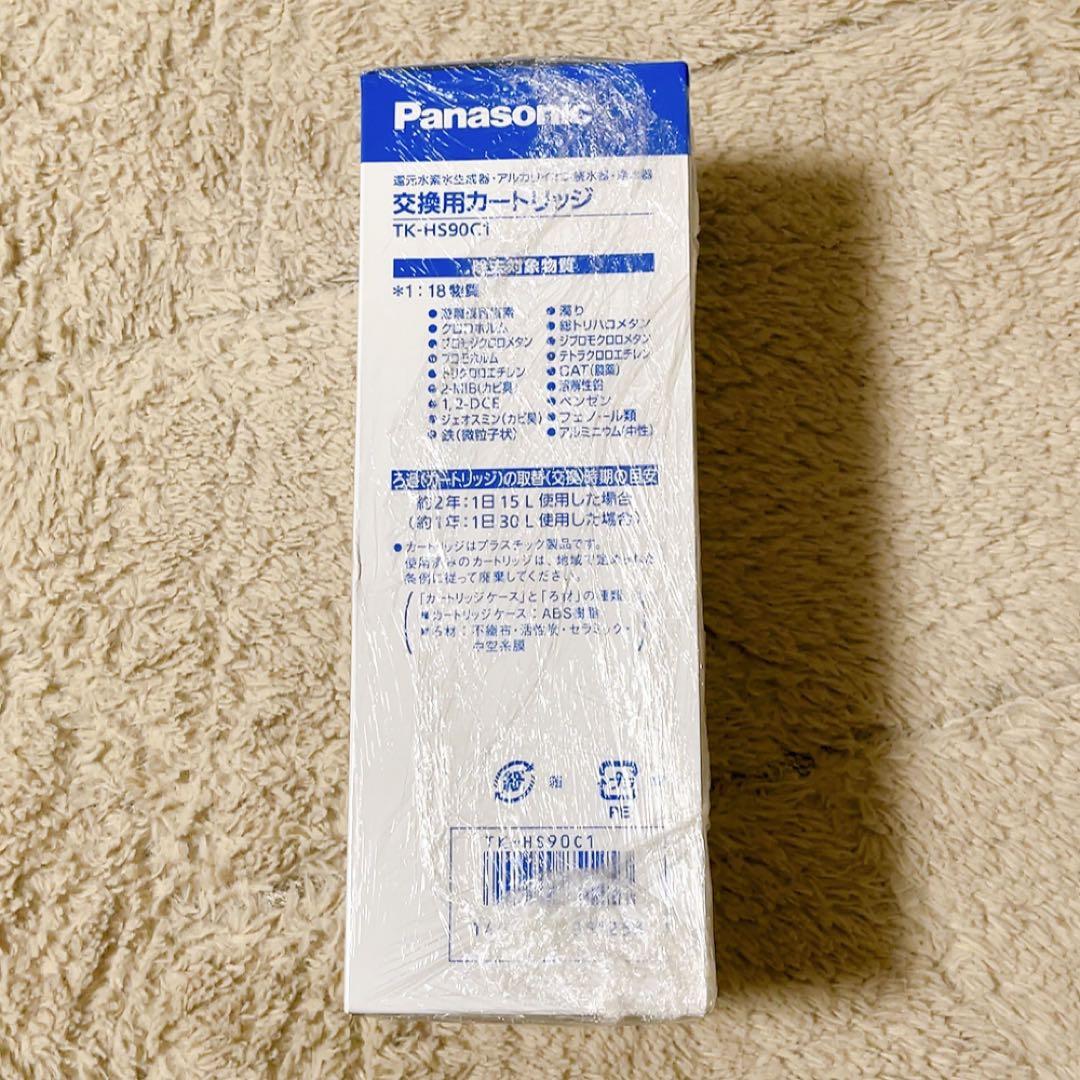 Panasonic
還元水素水生成器・アルカリイオン整水器・浄水器
交換用カートリッジ
TK-HS90C1
除去対象物質
*1:18物質
● 遊離残留塩素
● クロロホルム
● ブロモジクロロメタン
● ブロモホルム
● トリクロロエチレン
● 2-MIB(カビ臭)
● 1,2-DCE
● ジェオスミン(カビ臭)
● 鉄(微粒子状)
● 濁り
● 総トリハロメタン
● ジブロモクロロメタン
● テトラクロロエチレン
● CAT(農薬)
● 溶解性鉛
● ベンゼン
● フェノール類
● アルミニウム(中性)
ろ過(カートリッジ)の取替(交換)時期の目安
約2年:1日15L使用した場合
(約1年:1日30L使用した場合)
● カートリッジはプラスチック製品です。
使用済みのカートリッジは、地域で定められた
条例に従って廃棄してください。
「カートリッジケース」と「ろ材」の種類
カートリッジケース:ABS樹脂
ろ材:不織布・活性炭・セラミック・
中空糸膜
紙
PE
TK-HS90C1